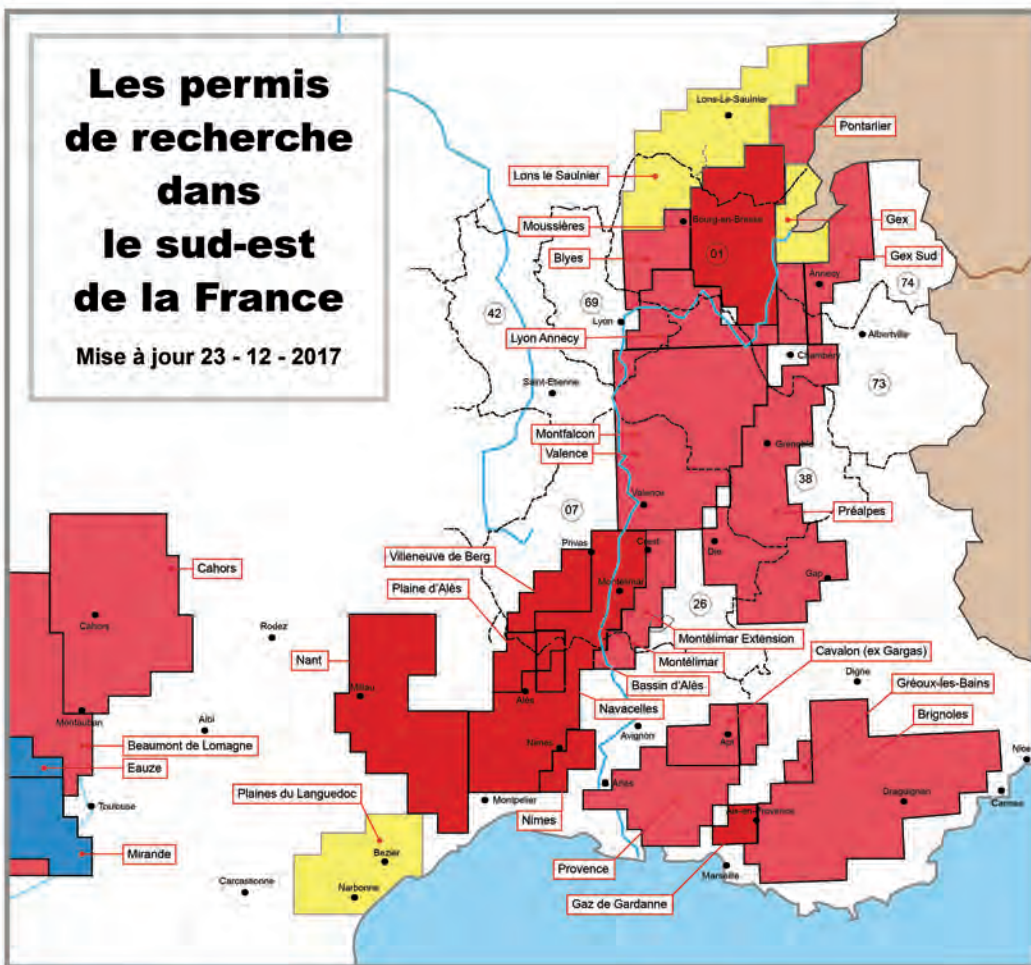 Les permis
de recherche
dans
le sud-est
de la France
Mise à jour 23 - 12 - 2017
Lons-Le-Saulnier
Pontarlier
Lons le Saulnier
Moussières
Bourg-en-Bresse
Gex
Blyes
01
Gex Sud
Annecy
74
42
69
Lyon
Lyon Annecy
Albertville
Chambéry
73
Saint-Etienne
Montfalcon
Valence
Grenoble
38
Valence
Préalpes
07
Privas
Crest
Die
Villeneuve de Berg
Cahors
Gap
Plaine d'Alès
Montélimar
26
Cahors
Rodez
Montélimar Extension
Nant
Montélimar
Cavalon (ex Gargas)
Bassin d'Alès
Digne
Gréoux-les-Bains
Millau
Alès
Navacelles
Montauban
Albi
Avignon
Apt
Brignoles
Beaumont de Lomagne
Nîmes
Nice
Eauze
Arles
Plaines du Languedoc
Toulouse
Montpelier
Draguignan
Cannes
Nimes
Aix-en-Provence
Mirande
Bezier
Provence
Marseille
Carcastionne
Narbonne
Gaz de Gardanne